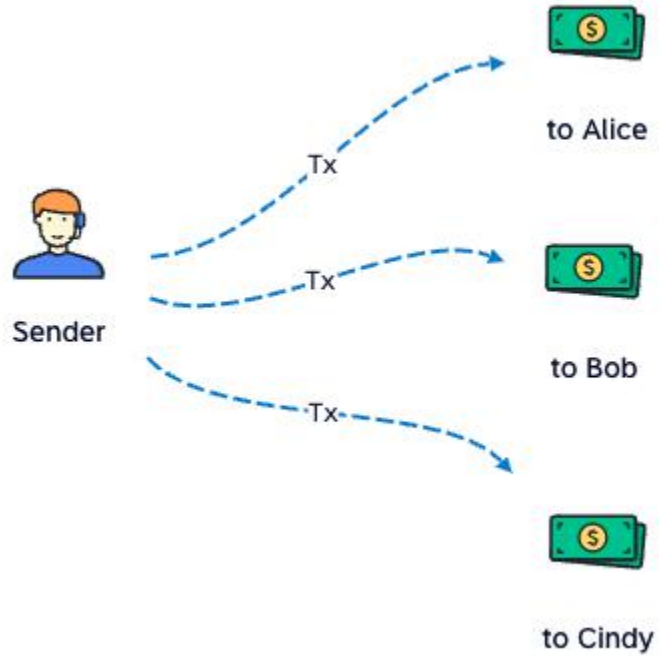 to Alice
Tx
Tx
Sender
to Bob
Tx
to Cindy